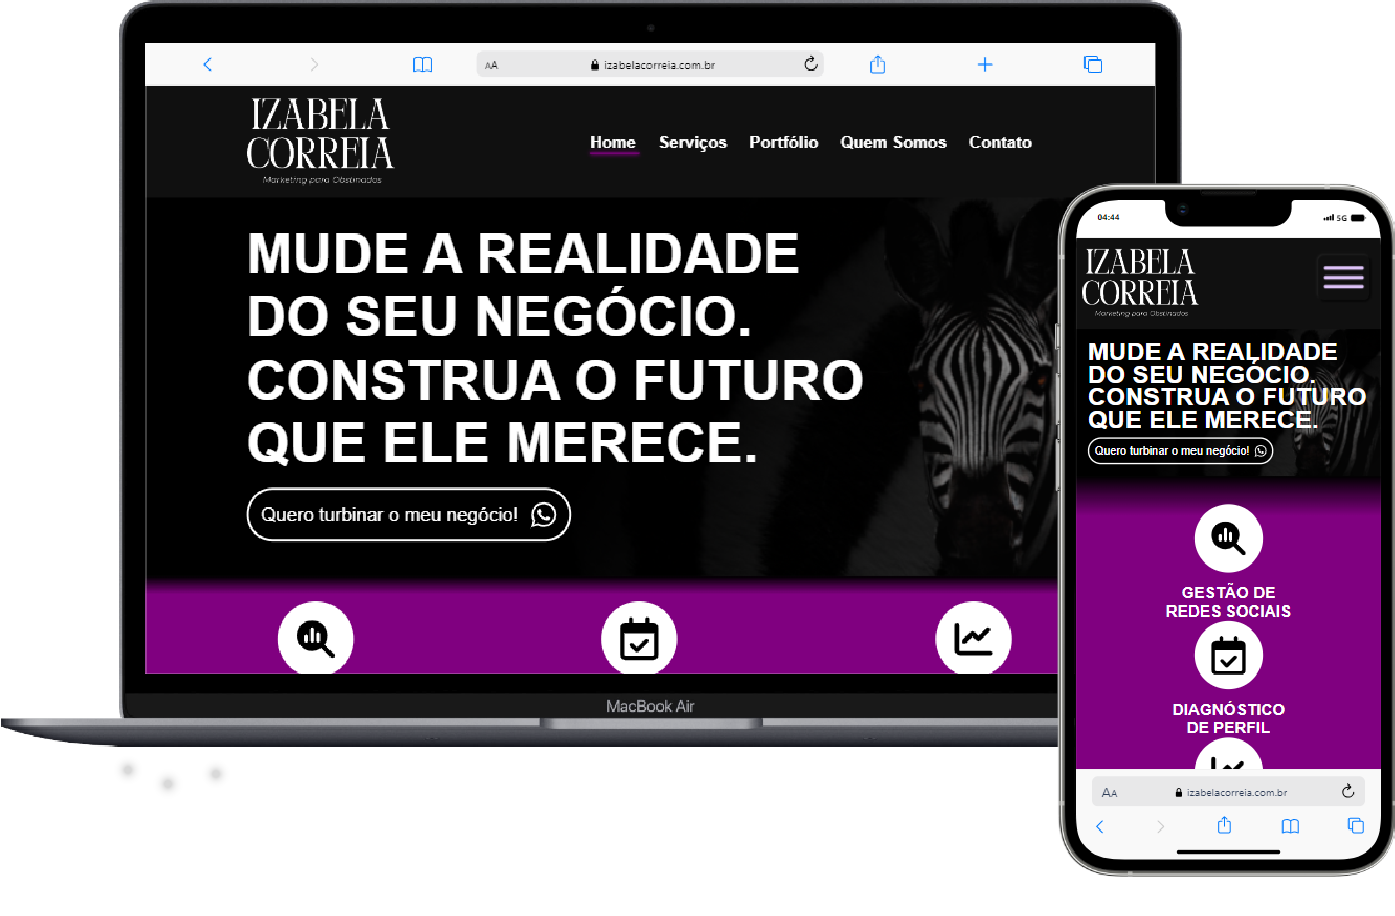 AA
izabelacorreia.com.br
IZABELA
CORREIA
Marketing para Obstinados
Home Serviços Portfólio Quem Somos Contato
MUDE A REALIDADE
DO SEU NEGÓCIO.
CONSTRUA O FUTURO
QUE ELE MERECE.
Quero turbinar o meu negócio!
MacBook Air
04:44
5G
IZABELA
CORREIA
Marketing para Obstinados
MUDE A REALIDADE
DO SEU NEGÓCIO.
CONSTRUA O FUTURO
QUE ELE MERECE.
Quero turbinar o meu negócio!
GESTÃO DE
REDES SOCIAIS
DIAGNÓSTICO
DE PERFIL
AA
izabelacorreia.com.br